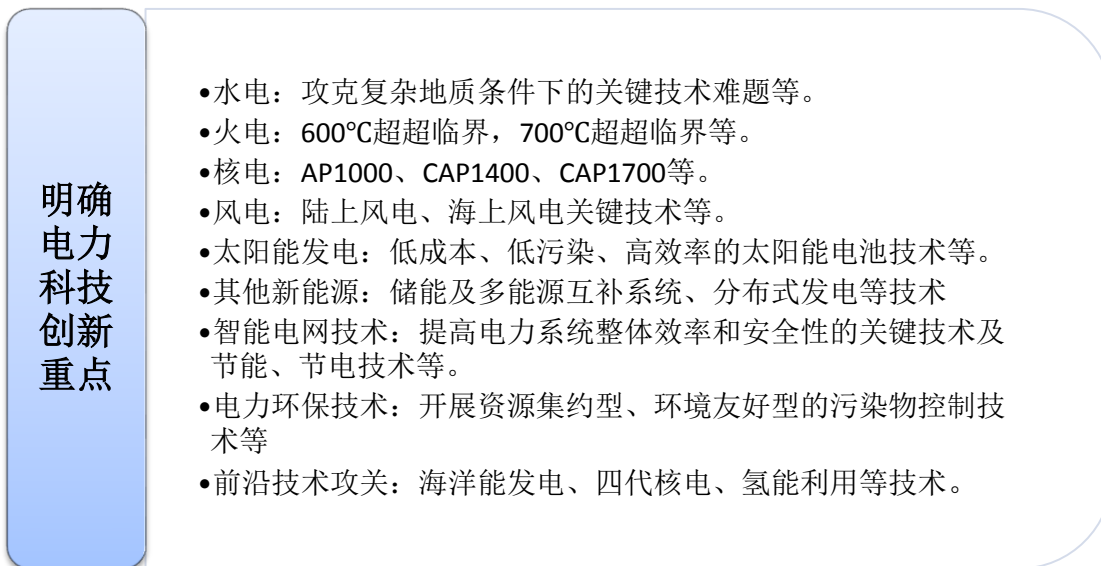 明确
电力
科技
创新
重点
•水电：攻克复杂地质条件下的关键技术难题等。
•火电：600℃超超临界，700℃超超临界等。
•核电：AP1000、CAP1400、CAP1700等。
•风电：陆上风电、海上风电关键技术等。
•太阳能发电：低成本、低污染、高效率的太阳能电池技术等。
•其他新能源：储能及多能源互补系统、分布式发电等技术
•智能电网技术：提高电力系统整体效率和安全性的关键技术及
节能、节电技术等。
•电力环保技术：开展资源集约型、环境友好型的污染物控制技
术等
•前沿技术攻关：海洋能发电、四代核电、氢能利用等技术。